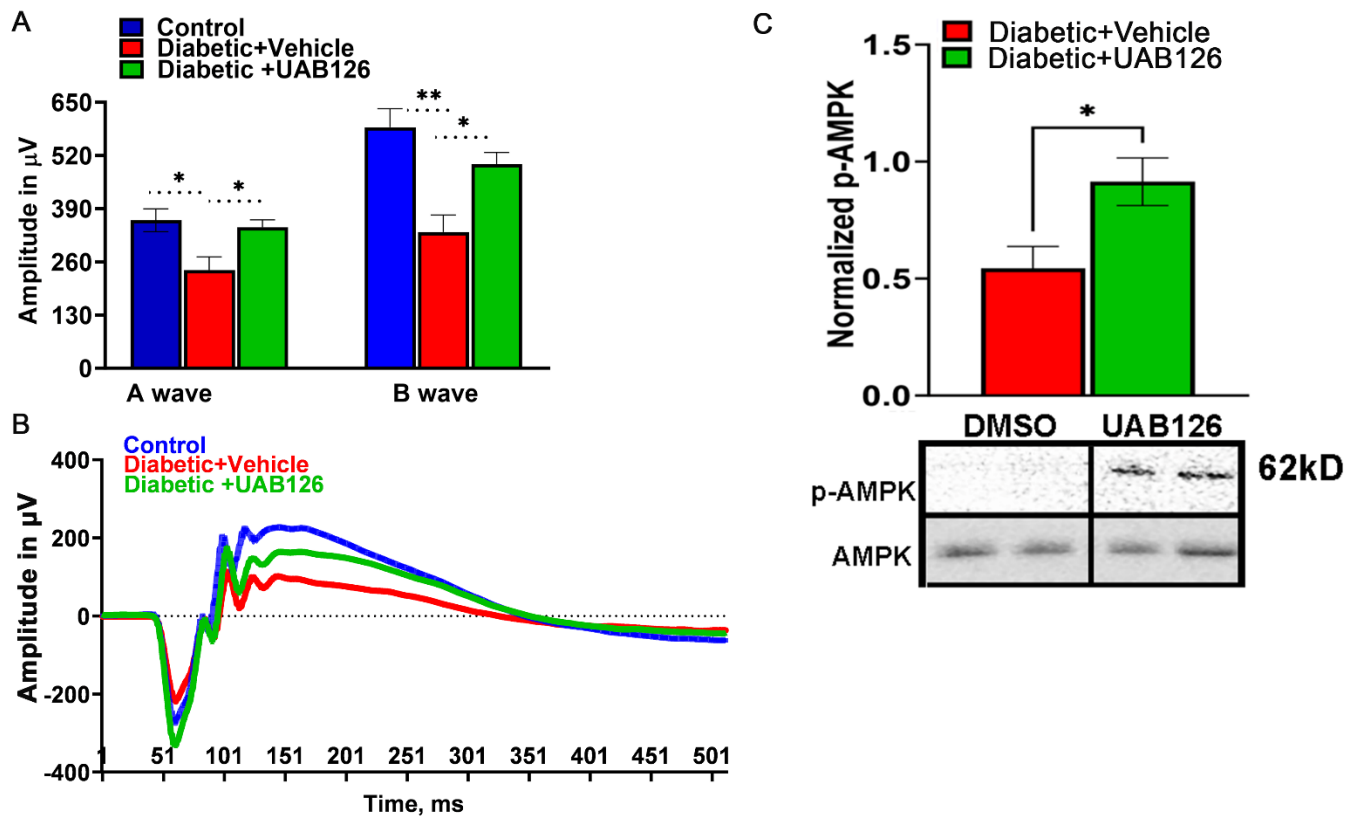 A
Control
Diabetic+Vehicle
Diabetic +UAB126
Amplitude in µV
650
520
390
260
130
0
*
*
**
*
A wave
B wave
B
Control
Diabetic+Vehicle
Diabetic +UAB126
Amplitude in µV
400
200
0
-200
-400
1 51 101 151 201 251 301 351 401 451 501
Time, ms
C
Diabetic+Vehicle
Diabetic+UAB126
Normalized p-AMPK
1.5
1.0
0.5
0.0
*
DMSO UAB126
p-AMPK
62kD
AMPK